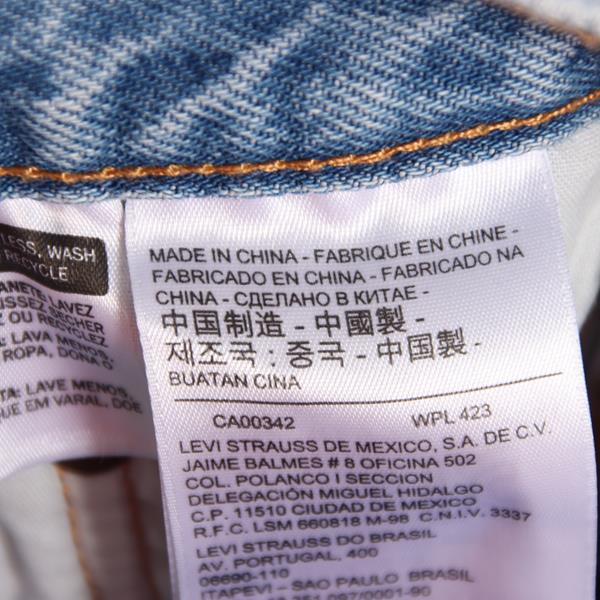 LESS, WASH
RECYCLE
LAVEZ
SÉCHER
OU RECYCLEZ
LAVA MENOS,
ROPA, DONA O
LAVE MENOS,
QUE EM VARAL, DOE
MADE IN CHINA - FABRIQUE EN CHINE -
FABRICADO EN CHINA - FABRICADO NA
CHINA - СДЕЛАНО В КИТАЕ -
中国制造 - 中國製 -
제조국 : 중국 - 中国製 -
BUATAN CINA
CA00342 WPL 423
LEVI STRAUSS DE MEXICO, S.A. DE C.V.
JAIME BALMES # 8 OFICINA 502
COL. POLANCO I SECCION
DELEGACIÓN MIGUEL HIDALGO
C.P. 11510 CIUDAD DE MEXICO
R.F.C. LSM 660818 M-98 C.N.I.V. 3337
LEVI STRAUSS DO BRASIL
AV. PORTUGAL, 400
06690-110
ITAPEVI – SAO PAULO BRASIL